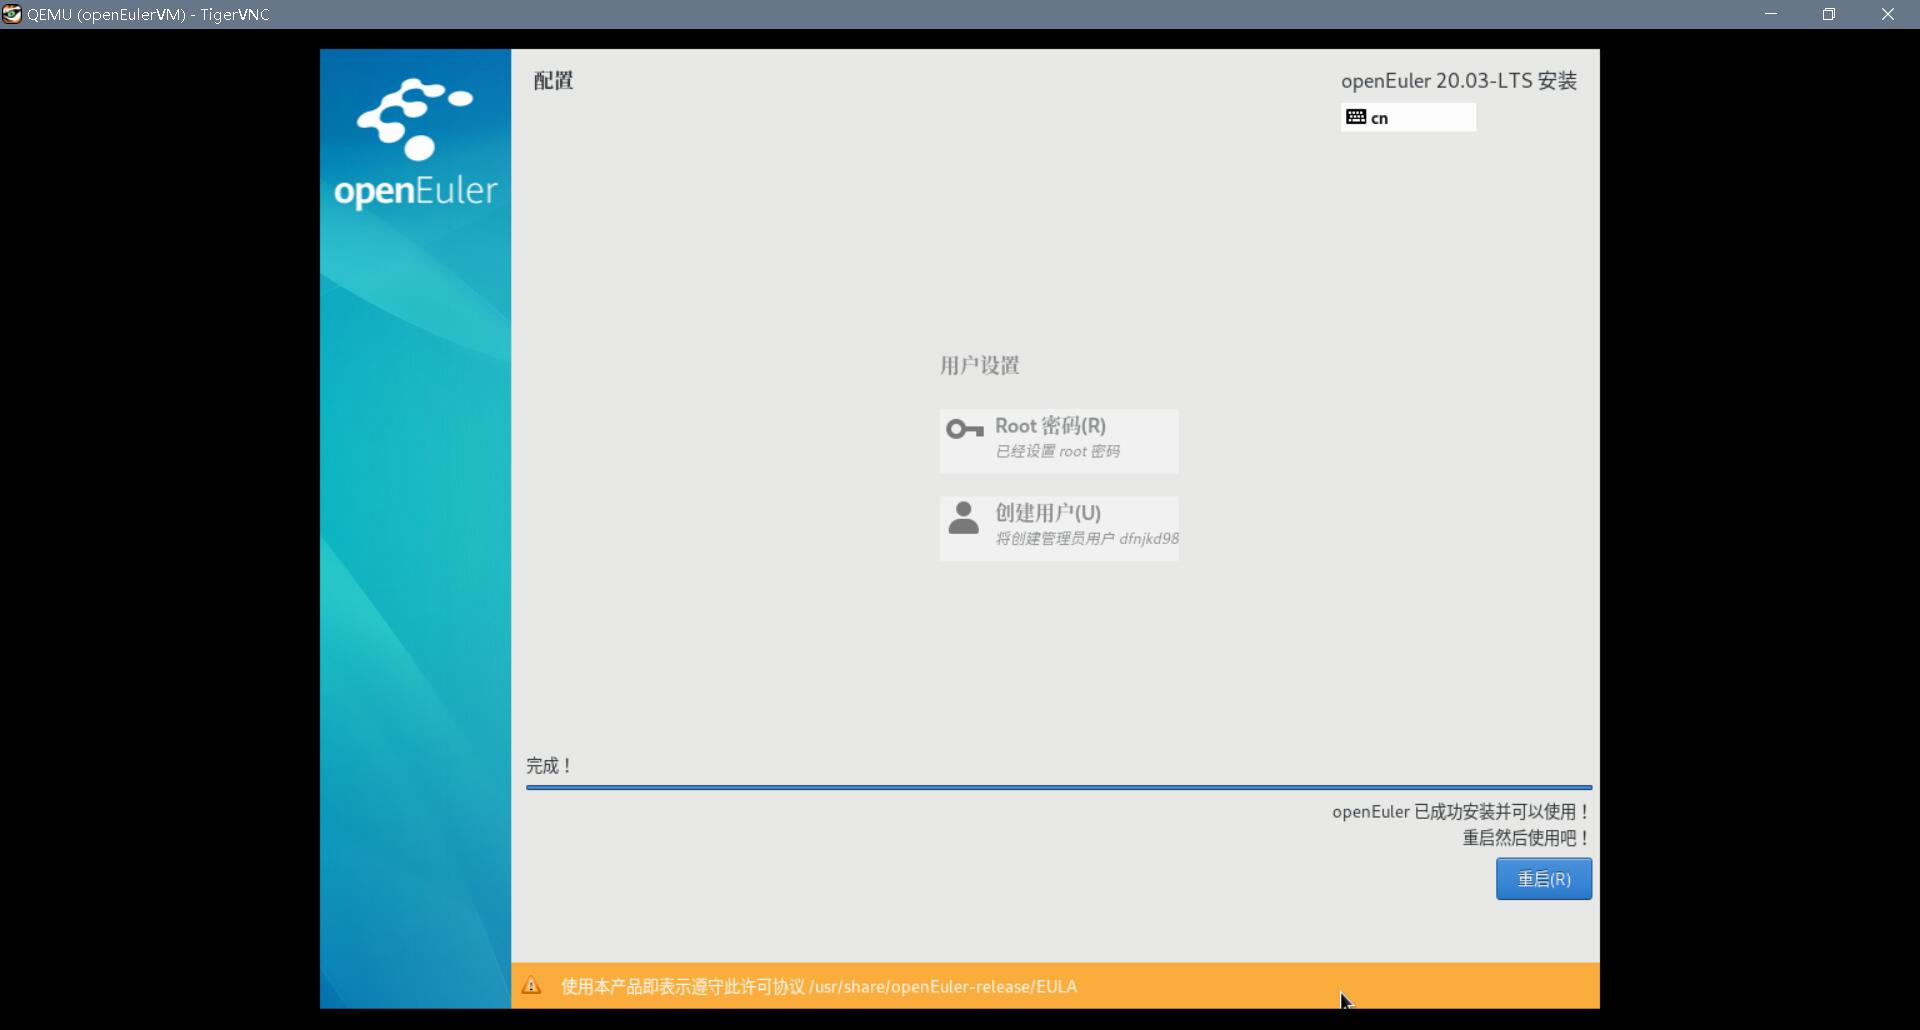 QEMU (openEulerVM) - TigerVNC
openEuler
配置
openEuler 20.03-LTS 安装
cn
用户设置
Root 密码(R)
已经设置 root 密码
创建用户(U)
将创建管理员用户 dfnjkd98
完成！
openEuler 已成功安装并可以使用！
重启然后使用吧！
重启(R)
使用本产品即表示遵守此许可协议 /usr/share/openEuler-release/EULA